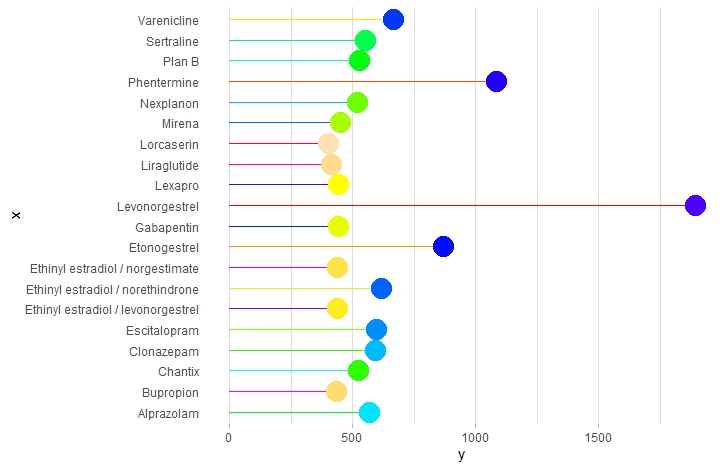 Varenicline
Sertraline
Plan B
Phentermine
Nexplanon
Mirena
Lorcaserin
Liraglutide
Lexapro
Levonorgestrel
x
Gabapentin
Etonogestrel
Ethinyl estradiol / norgestimate
Ethinyl estradiol / norethindrone
Ethinyl estradiol / levonorgestrel
Escitalopram
Clonazepam
Chantix
Bupropion
Alprazolam
0 500 1000 1500
y